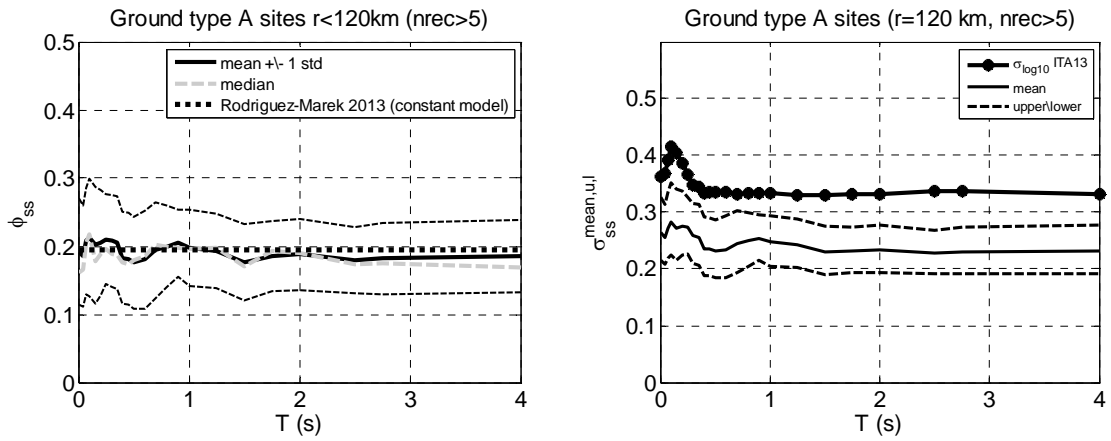 Ground type A sites r<120km (nrec>5)
0.5
0.4
0.3
0.2
0.1
0
ϕss
mean +\- 1 std
median
Rodriguez-Marek 2013 (constant model)
0 1 2 3 4
T (s)
Ground type A sites (r=120 km, nrec>5)
0.5
0.4
0.3
0.2
0.1
0
σss mean,u,l
σlog10 ITA13
mean
upper\lower
0 1 2 3 4
T (s)